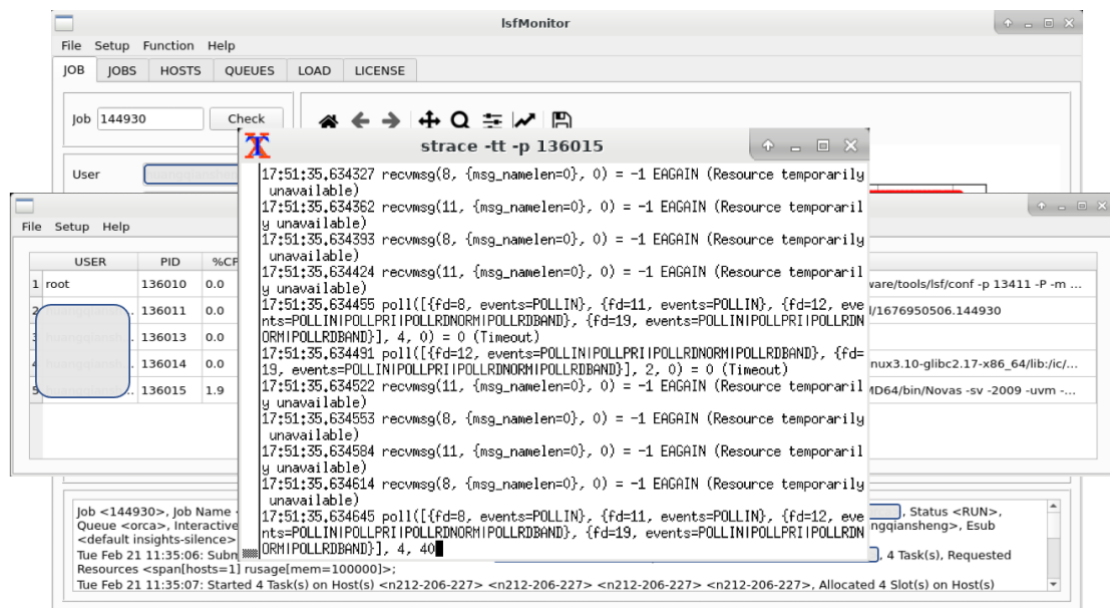 lsfMonitor
File Setup Function Help
JOB JOBS HOSTS QUEUES LOAD LICENSE
Job 144930 Check
strace -tt -p 136015
User
17:51:35.634327 recvmsg(8, {msg_namelen=0}, 0) = -1 EAGAIN (Resource temporarily
unavailable)
17:51:35.634362 recvmsg(11, {msg_namelen=0}, 0) = -1 EAGAIN (Resource temporaril
y unavailable)
17:51:35.634393 recvmsg(8, {msg_namelen=0}, 0) = -1 EAGAIN (Resource temporarily
unavailable)
17:51:35.634424 recvmsg(11, {msg_namelen=0}, 0) = -1 EAGAIN (Resource temporaril
y unavailable)
17:51:35.634455 poll([{fd=8, events=POLLIN}, {fd=11, events=POLLIN}, {fd=12, eve
nts=POLLIN|POLLPRI|POLLRDNORM|POLLRDBAND}, {fd=19, events=POLLIN|POLLPRI|POLLRDN
ORM|POLLRDBAND}], 4, 0) = 0 (Timeout)
17:51:35.634491 poll([{fd=12, events=POLLIN|POLLPRI|POLLRDNORM|POLLRDBAND}, {fd=
19, events=POLLIN|POLLPRI|POLLRDNORM|POLLRDBAND}], 2, 0) = 0 (Timeout)
17:51:35.634522 recvmsg(11, {msg_namelen=0}, 0) = -1 EAGAIN (Resource temporaril
y unavailable)
17:51:35.634553 recvmsg(8, {msg_namelen=0}, 0) = -1 EAGAIN (Resource temporarily
unavailable)
17:51:35.634584 recvmsg(11, {msg_namelen=0}, 0) = -1 EAGAIN (Resource temporaril
y unavailable)
17:51:35.634614 recvmsg(8, {msg_namelen=0}, 0) = -1 EAGAIN (Resource temporarily
unavailable)
17:51:35.634645 poll([{fd=8, events=POLLIN}, {fd=11, events=POLLIN}, {fd=12, eve
nts=POLLIN|POLLPRI|POLLRDNORM|POLLRDBAND}, {fd=19, events=POLLIN|POLLPRI|POLLRDN
ORM|POLLRDBAND}], 4, 40
File Setup Help
USER PID %CP
1 root 136010 0.0 ware/tools/lsf/conf -p 13411 -P -m ...
2 136011 0.0 l/1676950506.144930
3 136013 0.0
4 136014 0.0 nux3.10-glibc2.17-x86_64/lib:/ic/...
5 136015 1.9 MD64/bin/Novas -sv -2009 -uvm -...
Job <144930>, Job Name , Status <RUN>,
Queue <orca>, Interactive ngqiansheng>, Esub
<default insights-silence>
Tue Feb 21 11:35:06: Subm , 4 Task(s), Requested
Resources <span[hosts=1] rusage[mem=100000]>;
Tue Feb 21 11:35:07: Started 4 Task(s) on Host(s) <n212-206-227> <n212-206-227> <n212-206-227> <n212-206-227>, Allocated 4 Slot(s) on Host(s)